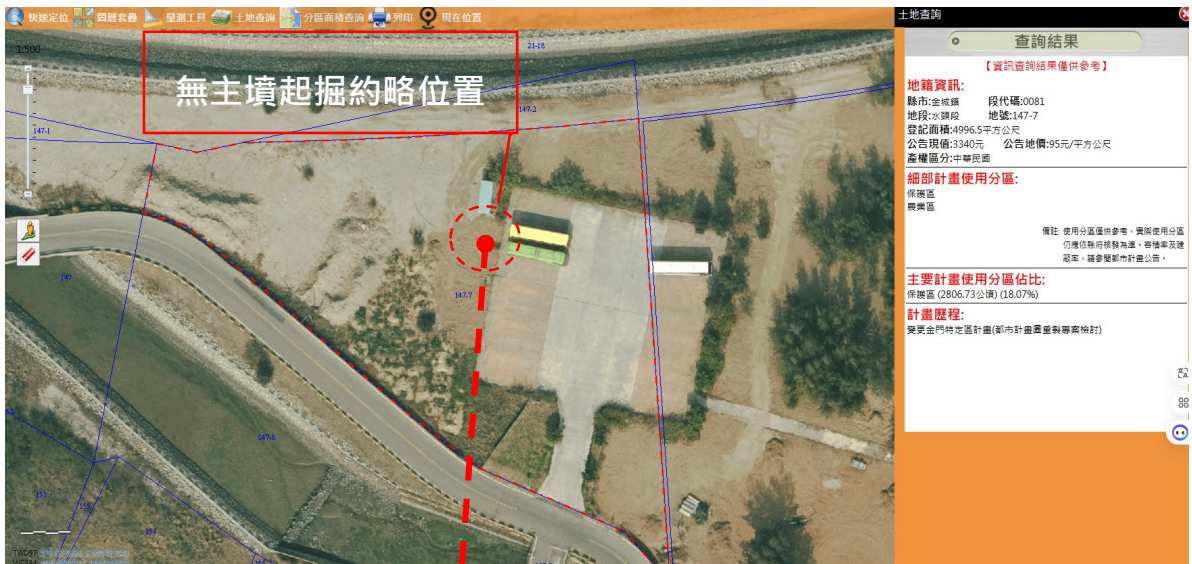 快速定位 圖層套疊 量測工具 土地查詢 分區面積查詢 列印 現在位置
1:500
無主墳起掘約略位置
21-18
147-2
147-1
147
147-7
147-8
153
154
土地查詢
查詢結果
【資訊查詢結果僅供參考】
地籍資訊:
縣市:金城鎮 段代碼:0081
地段:水頭段 地號:147-7
登記面積:4996.5平方公尺
公告現值:3340元 公告地價:95元/平方公尺
產權區分:中華民國
細部計畫使用分區:
保護區
農業區
備註: 使用分區僅供參考，實際使用分區
仍應依縣府核發為準，容積率及建
蔽率，請參閱都市計畫公告。
主要計畫使用分區佔比:
保護區 (2806.73公頃) (18.07%)
計畫歷程:
變更金門特定區計畫(都市計畫圖重製專案檢討)